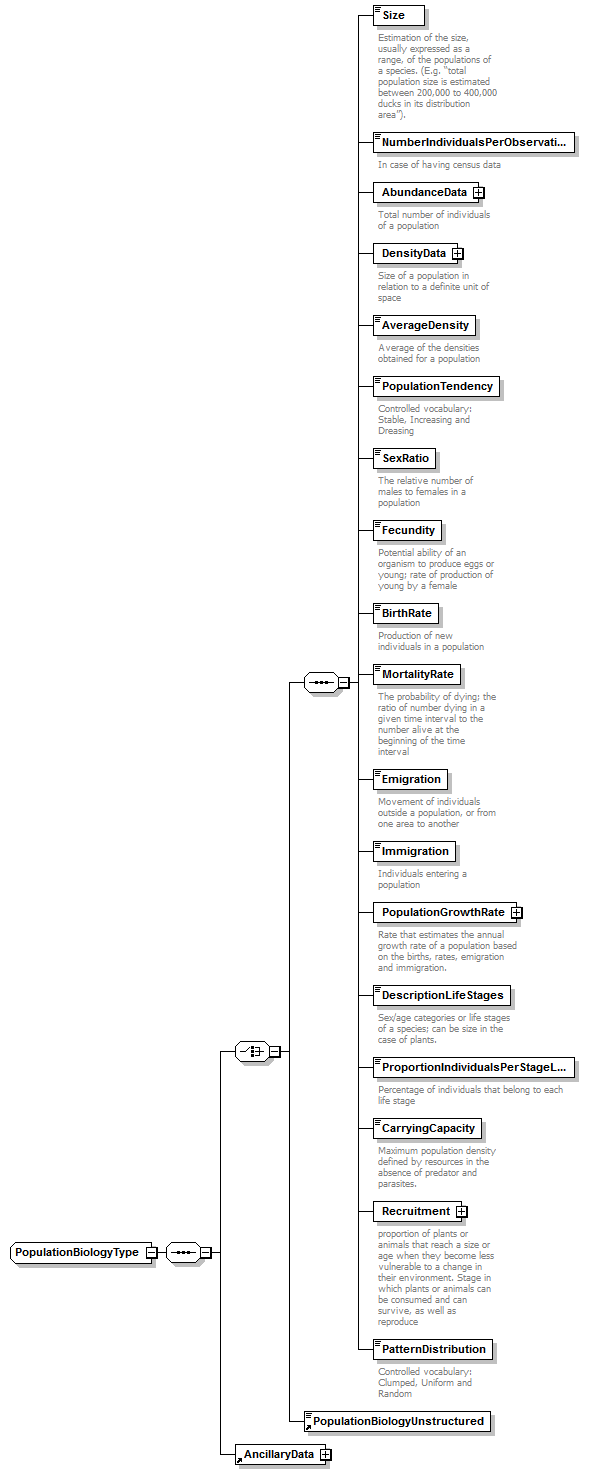 Size
Estimation of the size,
usually expressed as a
range, of the populations of
a species. (E.g. “total
population size is estimated
between 200,000 to 400,000
ducks in its distribution
area”).
NumberIndividualsPerObservati...
In case of having census data
AbundanceData
Total number of individuals
of a population
DensityData
Size of a population in
relation to a definite unit of
space
AverageDensity
Average of the densities
obtained for a population
PopulationTendency
Controlled vocabulary:
Stable, Increasing and
Dreasing
SexRatio
The relative number of
males to females in a
population
Fecundity
Potential ability of an
organism to produce eggs or
young; rate of production of
young by a female
BirthRate
Production of new
individuals in a population
MortalityRate
The probability of dying; the
ratio of number dying in a
given time interval to the
number alive at the
beginning of the time
interval
Emigration
Movement of individuals
outside a population, or from
one area to another
Immigration
Individuals entering a
population
PopulationGrowthRate
Rate that estimates the annual
growth rate of a population based
on the births, rates, emigration
and immigration.
DescriptionLifeStages
Sex/age categories or life stages
of a species; can be size in the
case of plants.
ProportionIndividualsPerStageL...
Percentage of individuals that belong to each
life stage
CarryingCapacity
Maximum population density
defined by resources in the
absence of predator and
parasites.
Recruitment
proportion of plants or
animals that reach a size or
age when they become less
vulnerable to a change in
their environment. Stage in
which plants or animals can
be consumed and can
survive, as well as
reproduce
PopulationBiologyType
PatternDistribution
Controlled vocabulary:
Clumped, Uniform and
Random
PopulationBiologyUnstructured
AncillaryData